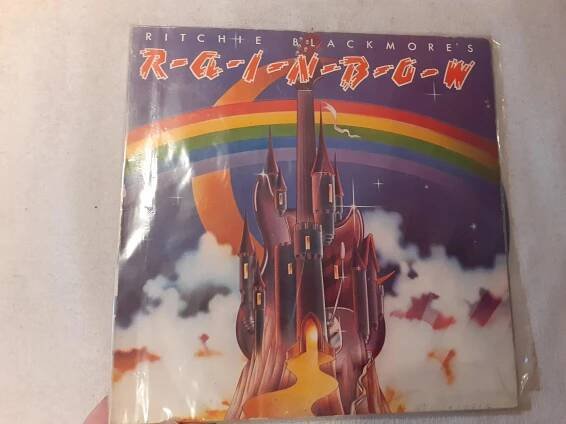 RITCHIE BLACKMORE'S
R-A-I-N-B-O-W